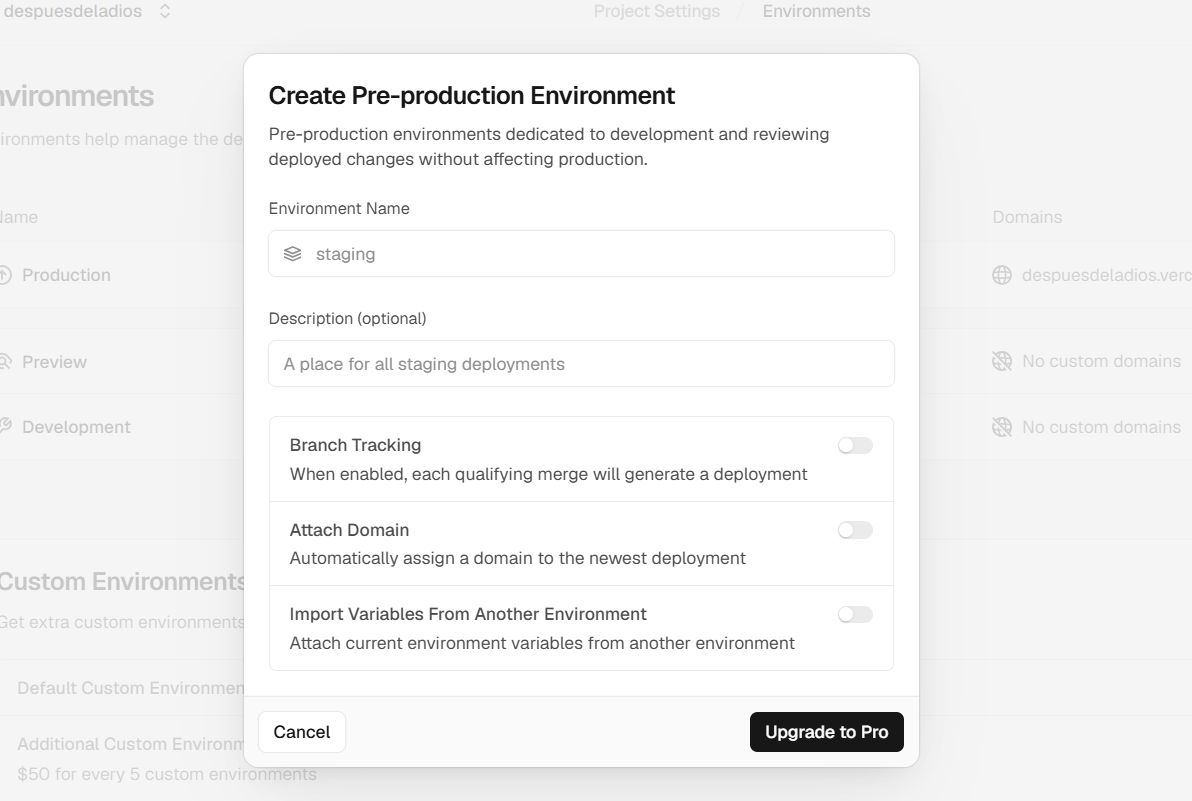 despuesdeladios
Project Settings / Environments
nvironments
ironments help manage the de
Name
Domains
Production
despuesdeladios.verc
Preview
No custom domains
Development
No custom domains
Custom Environments
Get extra custom environments
Default Custom Environmen
Additional Custom Environm
$50 for every 5 custom environments
Create Pre-production Environment
Pre-production environments dedicated to development and reviewing
deployed changes without affecting production.
Environment Name
staging
Description (optional)
A place for all staging deployments
Branch Tracking
When enabled, each qualifying merge will generate a deployment
Attach Domain
Automatically assign a domain to the newest deployment
Import Variables From Another Environment
Attach current environment variables from another environment
Cancel
Upgrade to Pro